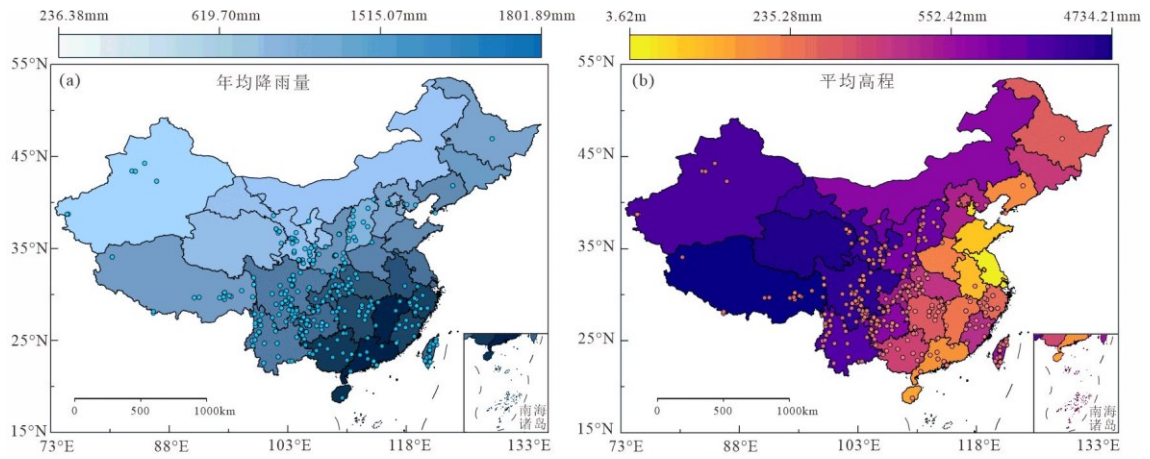 236.38mm 619.70mm 1515.07mm 1801.89mm
3.62m 235.28mm 552.42mm 4734.21mm
55°N
45°N
35°N
25°N
15°N
(a) 年均降雨量
0 500 1000km
南海
诸岛
73°E 88°E 103°E 118°E 133°E
55°N
45°N
35°N
25°N
15°N
(b) 平均高程
0 500 1000km
南海
诸岛
73°E 88°E 103°E 118°E 133°E